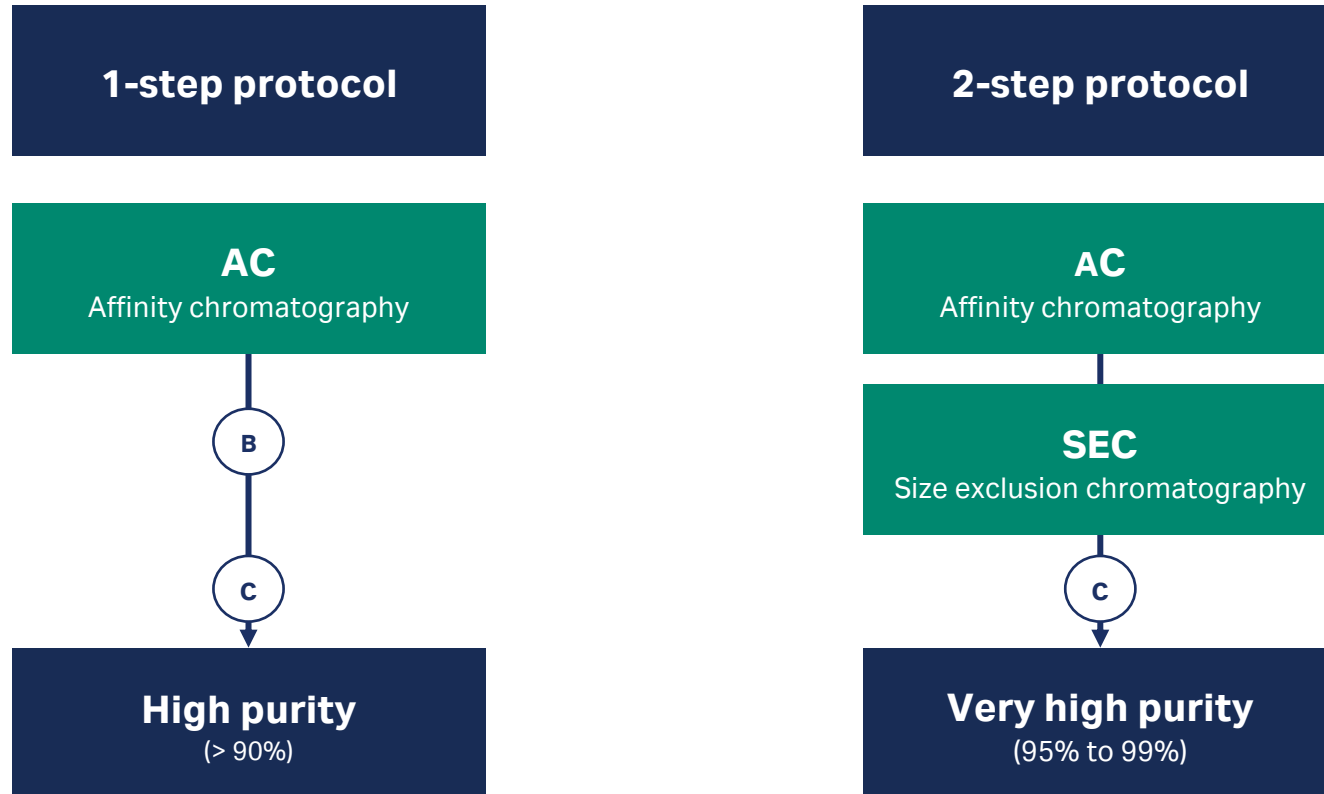 1-step protocol
AC
Affinity chromatography
B
C
High purity
(> 90%)
2-step protocol
AC
Affinity chromatography
SEC
Size exclusion chromatography
C
Very high purity
(95% to 99%)